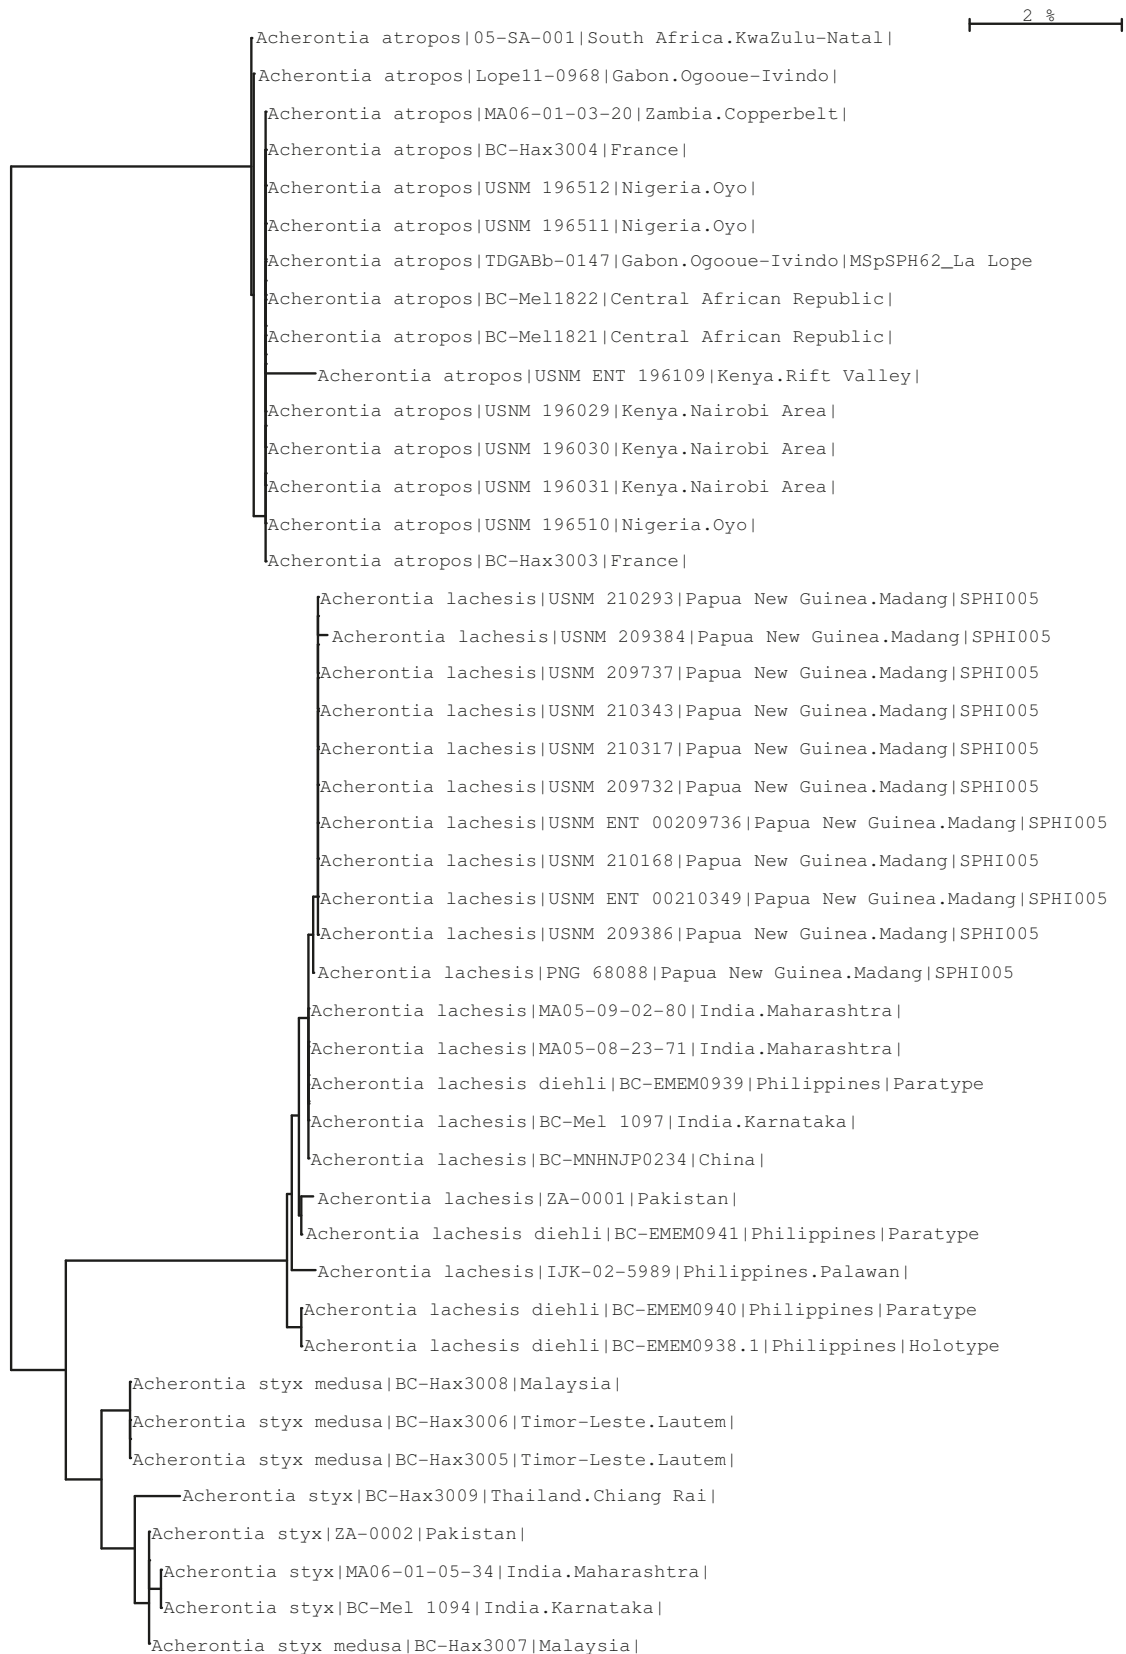 2 %
Acherontia atropos|05-SA-001|South Africa.KwaZulu-Natal|
Acherontia atropos|Lope11-0968|Gabon.Ogooue-Ivindo|
Acherontia atropos|MA06-01-03-20|Zambia.Copperbelt|
Acherontia atropos|BC-Hax3004|France|
Acherontia atropos|USNM 196512|Nigeria.Oyo|
Acherontia atropos|USNM 196511|Nigeria.Oyo|
Acherontia atropos|TDGABb-0147|Gabon.Ogooue-Ivindo|MSpSPH62_La Lope
Acherontia atropos|BC-Mel1822|Central African Republic|
Acherontia atropos|BC-Mel1821|Central African Republic|
Acherontia atropos|USNM ENT 196109|Kenya.Rift Valley|
Acherontia atropos|USNM 196029|Kenya.Nairobi Area|
Acherontia atropos|USNM 196030|Kenya.Nairobi Area|
Acherontia atropos|USNM 196031|Kenya.Nairobi Area|
Acherontia atropos|USNM 196510|Nigeria.Oyo|
Acherontia atropos|BC-Hax3003|France|
Acherontia lachesis|USNM 210293|Papua New Guinea.Madang|SPHI005
Acherontia lachesis|USNM 209384|Papua New Guinea.Madang|SPHI005
Acherontia lachesis|USNM 209737|Papua New Guinea.Madang|SPHI005
Acherontia lachesis|USNM 210343|Papua New Guinea.Madang|SPHI005
Acherontia lachesis|USNM 210317|Papua New Guinea.Madang|SPHI005
Acherontia lachesis|USNM 209732|Papua New Guinea.Madang|SPHI005
Acherontia lachesis|USNM ENT 00209736|Papua New Guinea.Madang|SPHI005
Acherontia lachesis|USNM 210168|Papua New Guinea.Madang|SPHI005
Acherontia lachesis|USNM ENT 00210349|Papua New Guinea.Madang|SPHI005
Acherontia lachesis|USNM 209386|Papua New Guinea.Madang|SPHI005
Acherontia lachesis|PNG 68088|Papua New Guinea.Madang|SPHI005
Acherontia lachesis|MA05-09-02-80|India.Maharashtra|
Acherontia lachesis|MA05-08-23-71|India.Maharashtra|
Acherontia lachesis diehli|BC-EMEM0939|Philippines|Paratype
Acherontia lachesis|BC-Mel 1097|India.Karnataka|
Acherontia lachesis|BC-MNHNJP0234|China|
Acherontia lachesis|ZA-0001|Pakistan|
Acherontia lachesis diehli|BC-EMEM0941|Philippines|Paratype
Acherontia lachesis|IJK-02-5989|Philippines.Palawan|
Acherontia lachesis diehli|BC-EMEM0940|Philippines|Paratype
Acherontia lachesis diehli|BC-EMEM0938.1|Philippines|Holotype
Acherontia styx medusa|BC-Hax3008|Malaysia|
Acherontia styx medusa|BC-Hax3006|Timor-Leste.Lautem|
Acherontia styx medusa|BC-Hax3005|Timor-Leste.Lautem|
Acherontia styx|BC-Hax3009|Thailand.Chiang Rai|
Acherontia styx|ZA-0002|Pakistan|
Acherontia styx|MA06-01-05-34|India.Maharashtra|
Acherontia styx|BC-Mel 1094|India.Karnataka|
Acherontia styx medusa|BC-Hax3007|Malaysia|